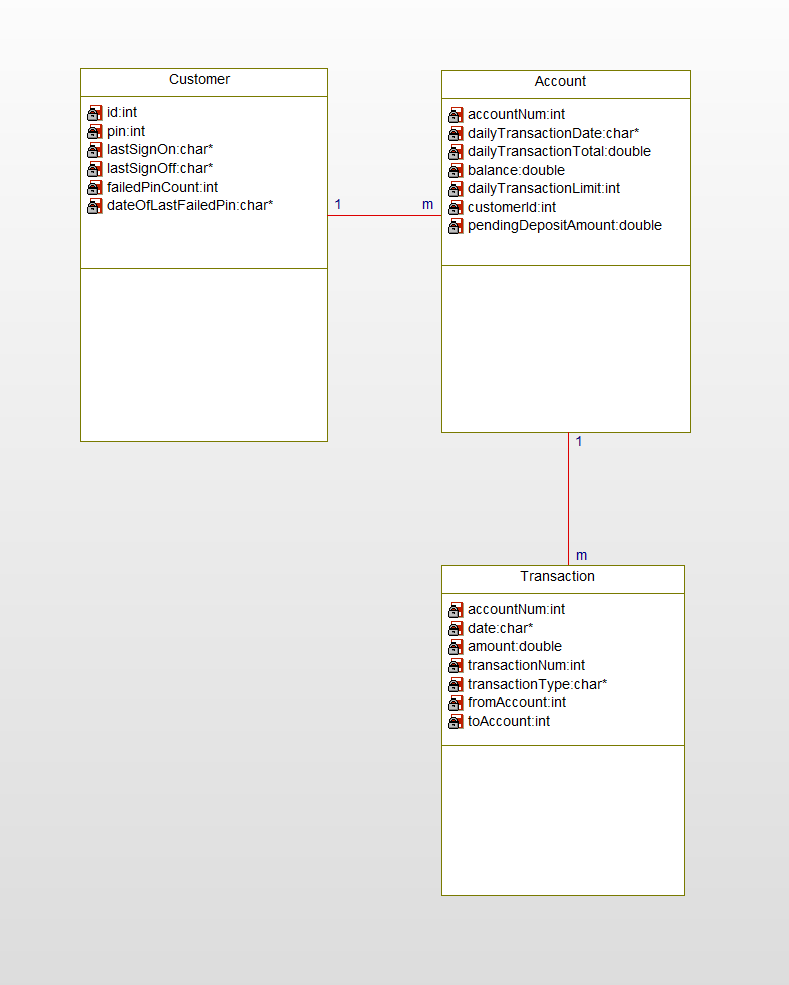 Customer
id:int
pin:int
lastSignOn:char*
lastSignOff:char*
failedPinCount:int
dateOfLastFailedPin:char*
1
m
Account
accountNum:int
dailyTransactionDate:char*
dailyTransactionTotal:double
balance:double
dailyTransactionLimit:int
customerId:int
pendingDepositAmount:double
1
m
Transaction
accountNum:int
date:char*
amount:double
transactionNum:int
transactionType:char*
fromAccount:int
toAccount:int